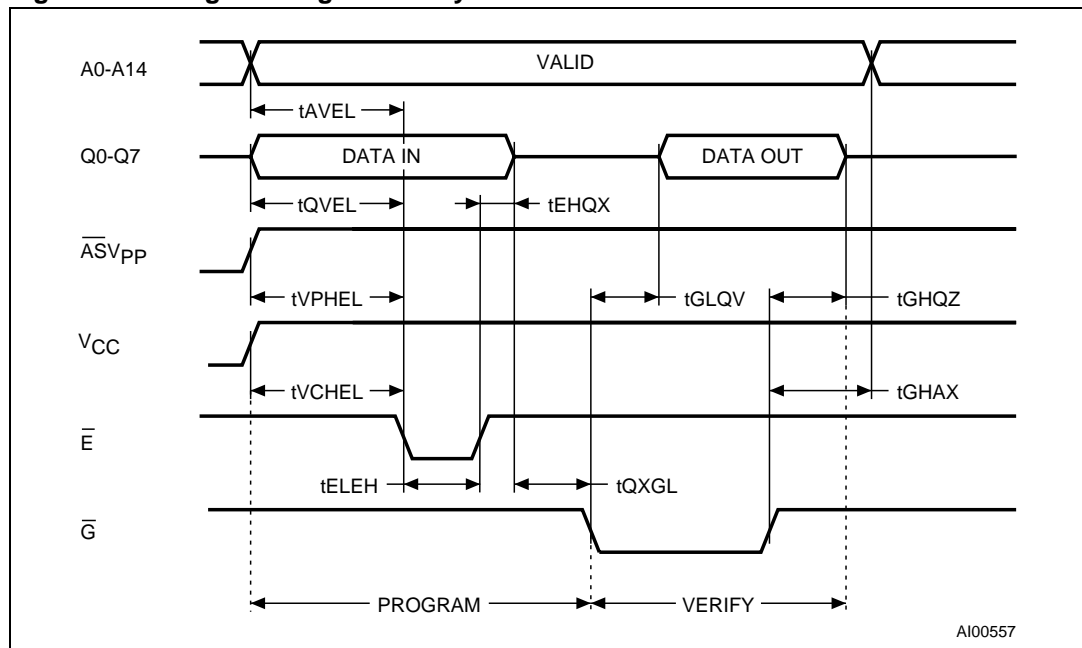 A0-A14
VALID
tAVEL
Q0-Q7
DATA IN
DATA OUT
tQVEL
tEHQX
A̅S̅VPP
tVPHEL
tGLQV
tGHQZ
VCC
tVCHEL
tGHAX
E̅
tELEH
tQXGL
G̅
PROGRAM
VERIFY
AI00557